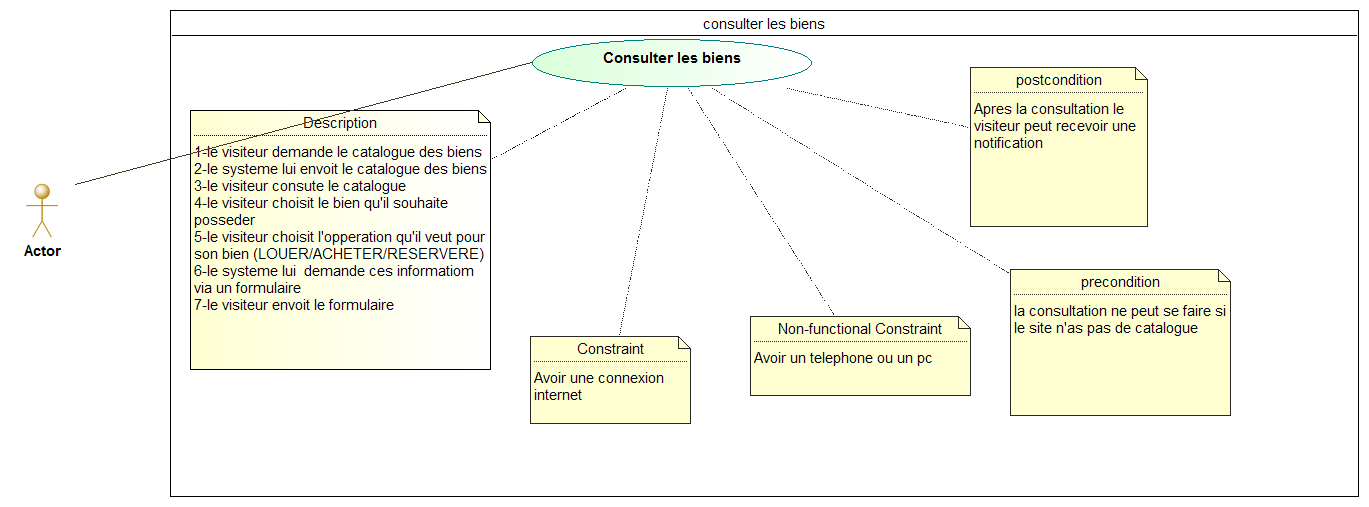 consulter les biens
Consulter les biens
Actor
Description
1-le visiteur demande le catalogue des biens
2-le systeme lui envoit le catalogue des biens
3-le visiteur consute le catalogue
4-le visiteur choisit le bien qu'il souhaite
posseder
5-le visiteur choisit l'opperation qu'il veut pour
son bien (LOUER/ACHETER/RESERVERE)
6-le systeme lui  demande ces informatiom
via un formulaire
7-le visiteur envoit le formulaire
Constraint
Avoir une connexion
internet
Non-functional Constraint
Avoir un telephone ou un pc
postcondition
Apres la consultation le
visiteur peut recevoir une
notification
precondition
la consultation ne peut se faire si
le site n'as pas de catalogue